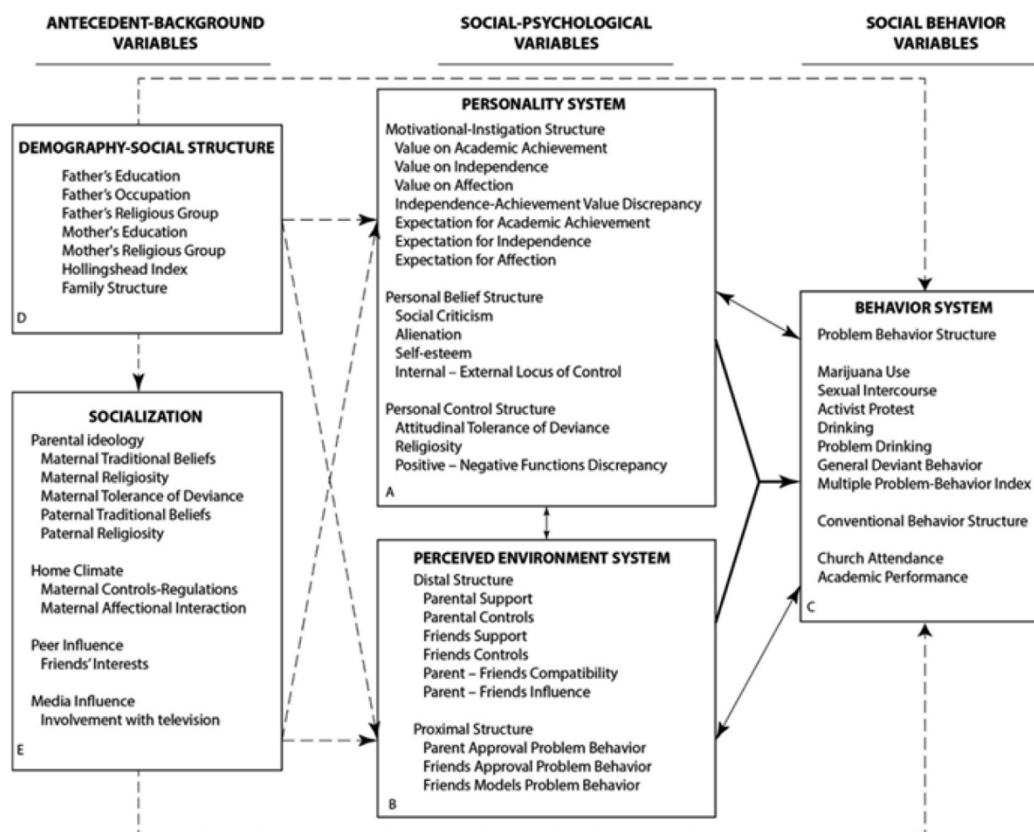 ANTECEDENT-BACKGROUND
VARIABLES
SOCIAL-PSYCHOLOGICAL
VARIABLES
SOCIAL BEHAVIOR
VARIABLES
DEMOGRAPHY-SOCIAL STRUCTURE
Father's Education
Father's Occupation
Father's Religious Group
Mother's Education
Mother's Religious Group
Hollingshead Index
Family Structure
D
SOCIALIZATION
Parental ideology
Maternal Traditional Beliefs
Maternal Religiosity
Maternal Tolerance of Deviance
Paternal Traditional Beliefs
Paternal Religiosity
Home Climate
Maternal Controls-Regulations
Maternal Affectional Interaction
Peer Influence
Friends' Interests
Media Influence
Involvement with television
E
PERSONALITY SYSTEM
Motivational-Instigation Structure
Value on Academic Achievement
Value on Independence
Value on Affection
Independence-Achievement Value Discrepancy
Expectation for Academic Achievement
Expectation for Independence
Expectation for Affection
Personal Belief Structure
Social Criticism
Alienation
Self-esteem
Internal – External Locus of Control
Personal Control Structure
Attitudinal Tolerance of Deviance
Religiosity
Positive – Negative Functions Discrepancy
A
PERCEIVED ENVIRONMENT SYSTEM
Distal Structure
Parental Support
Parental Controls
Friends Support
Friends Controls
Parent – Friends Compatibility
Parent – Friends Influence
Proximal Structure
Parent Approval Problem Behavior
Friends Approval Problem Behavior
Friends Models Problem Behavior
B
BEHAVIOR SYSTEM
Problem Behavior Structure
Marijuana Use
Sexual Intercourse
Activist Protest
Drinking
Problem Drinking
General Deviant Behavior
Multiple Problem-Behavior Index
Conventional Behavior Structure
Church Attendance
Academic Performance
C